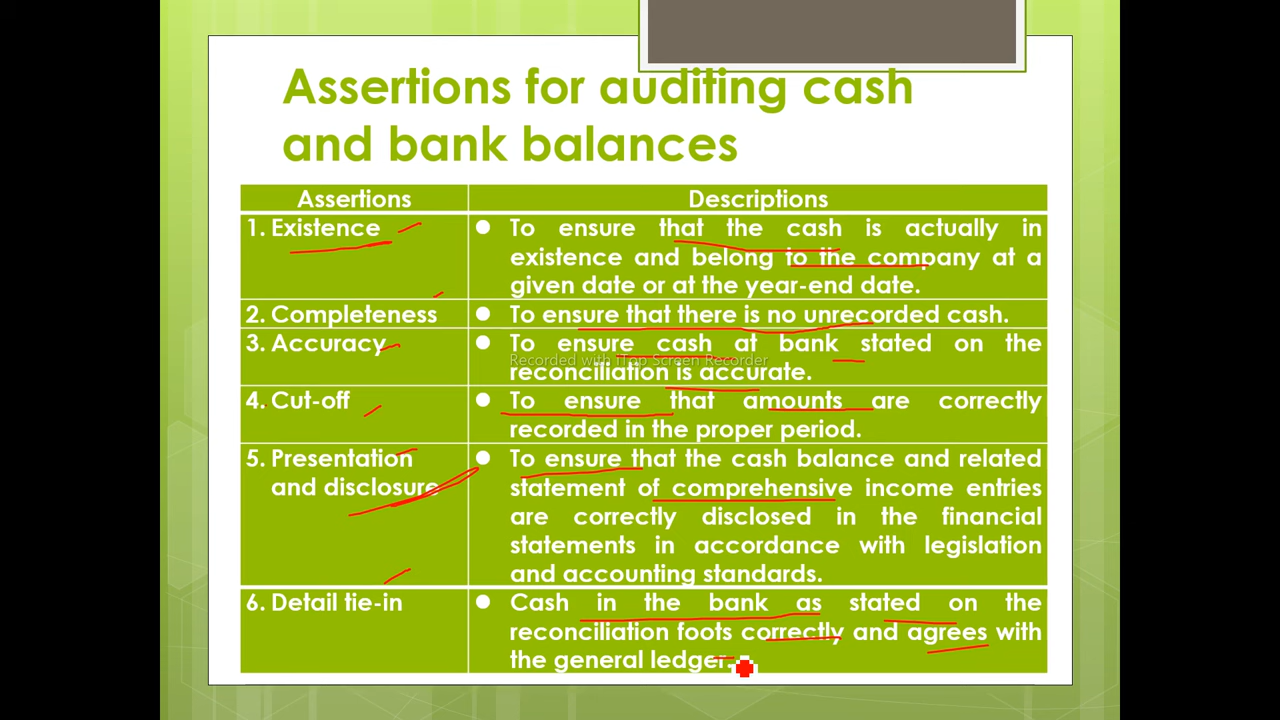 Assertions for auditing cash
and bank balances
Assertions
Descriptions
1. Existence
● To ensure that the cash is actually in
existence and belong to the company at a
given date or at the year-end date.
2. Completeness
● To ensure that there is no unrecorded cash.
3. Accuracy
● To ensure cash at bank stated on the
reconciliation is accurate.
Recorded with iTop Screen Recorder
4. Cut-off
● To ensure that amounts are correctly
recorded in the proper period.
5. Presentation
and disclosure
● To ensure that the cash balance and related
statement of comprehensive income entries
are correctly disclosed in the financial
statements in accordance with legislation
and accounting standards.
6. Detail tie-in
● Cash in the bank as stated on the
reconciliation foots correctly and agrees with
the general ledger.